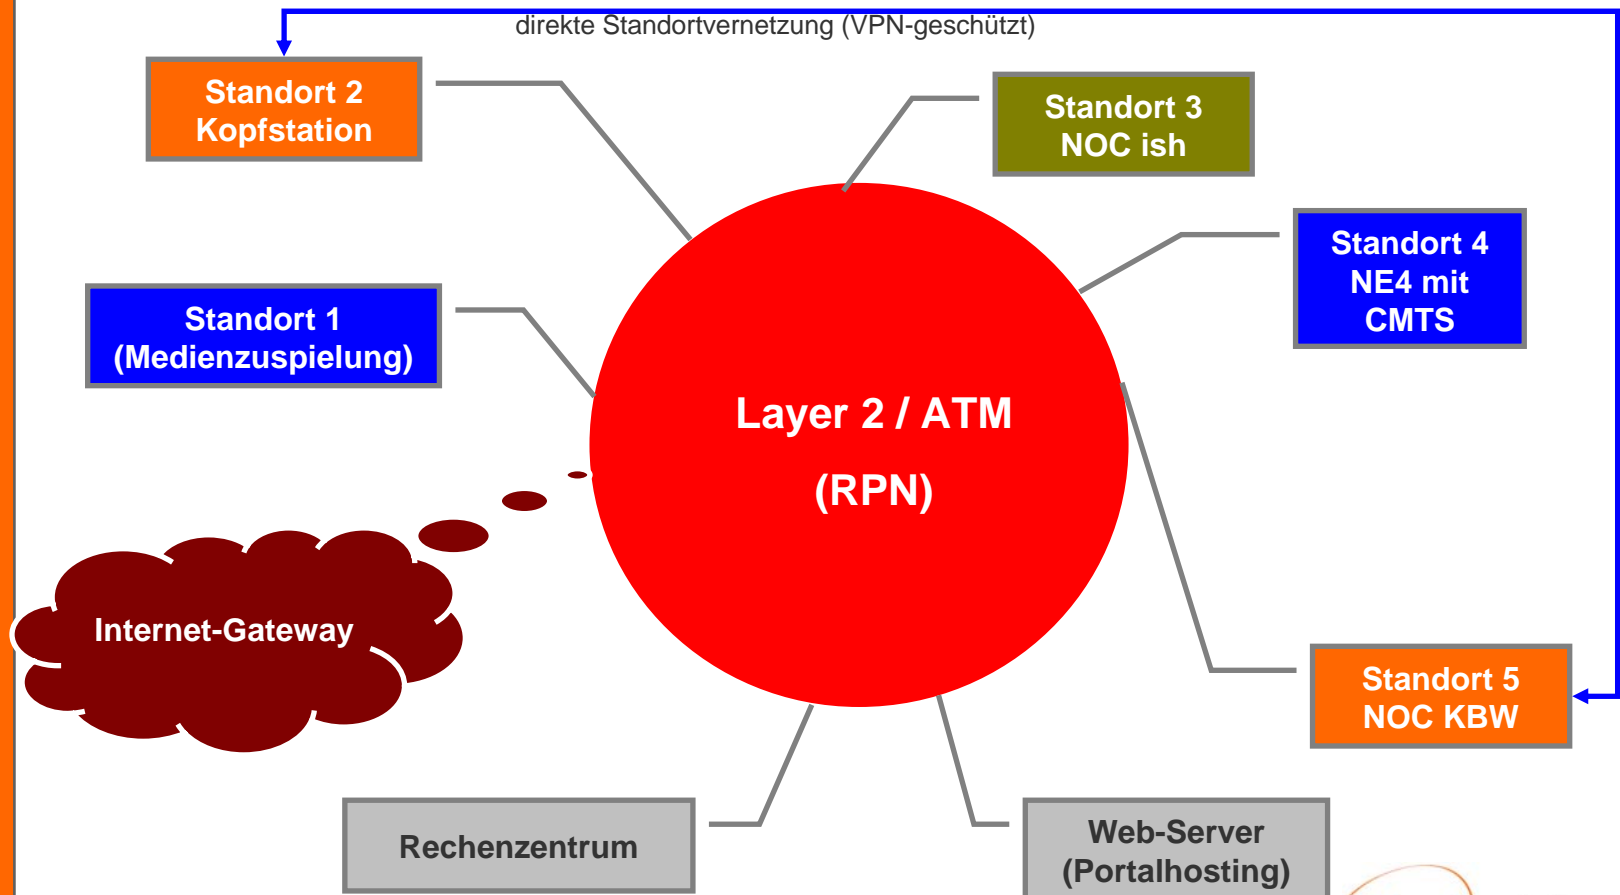 direkte Standortvernetzung (VPN-geschützt)
Standort 2
Kopfstation
Standort 3
NOC ish
Standort 4
NE4 mit
CMTS
Standort 1
(Medienzuspielung)
Layer 2 / ATM
(RPN)
Internet-Gateway
Standort 5
NOC KBW
Rechenzentrum
Web-Server
(Portalhosting)